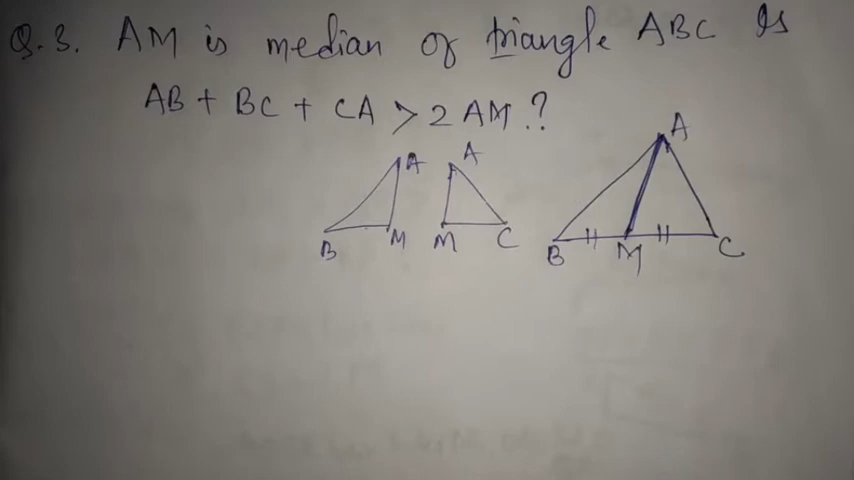 Q.3. AM is median of triangle ABC Is
AB + BC + CA > 2 AM ?
A A A
B M M C B M C